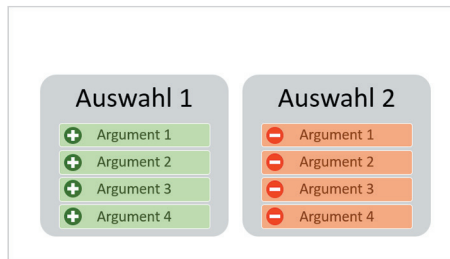 Auswahl 1
Argument 1
Argument 2
Argument 3
Argument 4
Auswahl 2
Argument 1
Argument 2
Argument 3
Argument 4